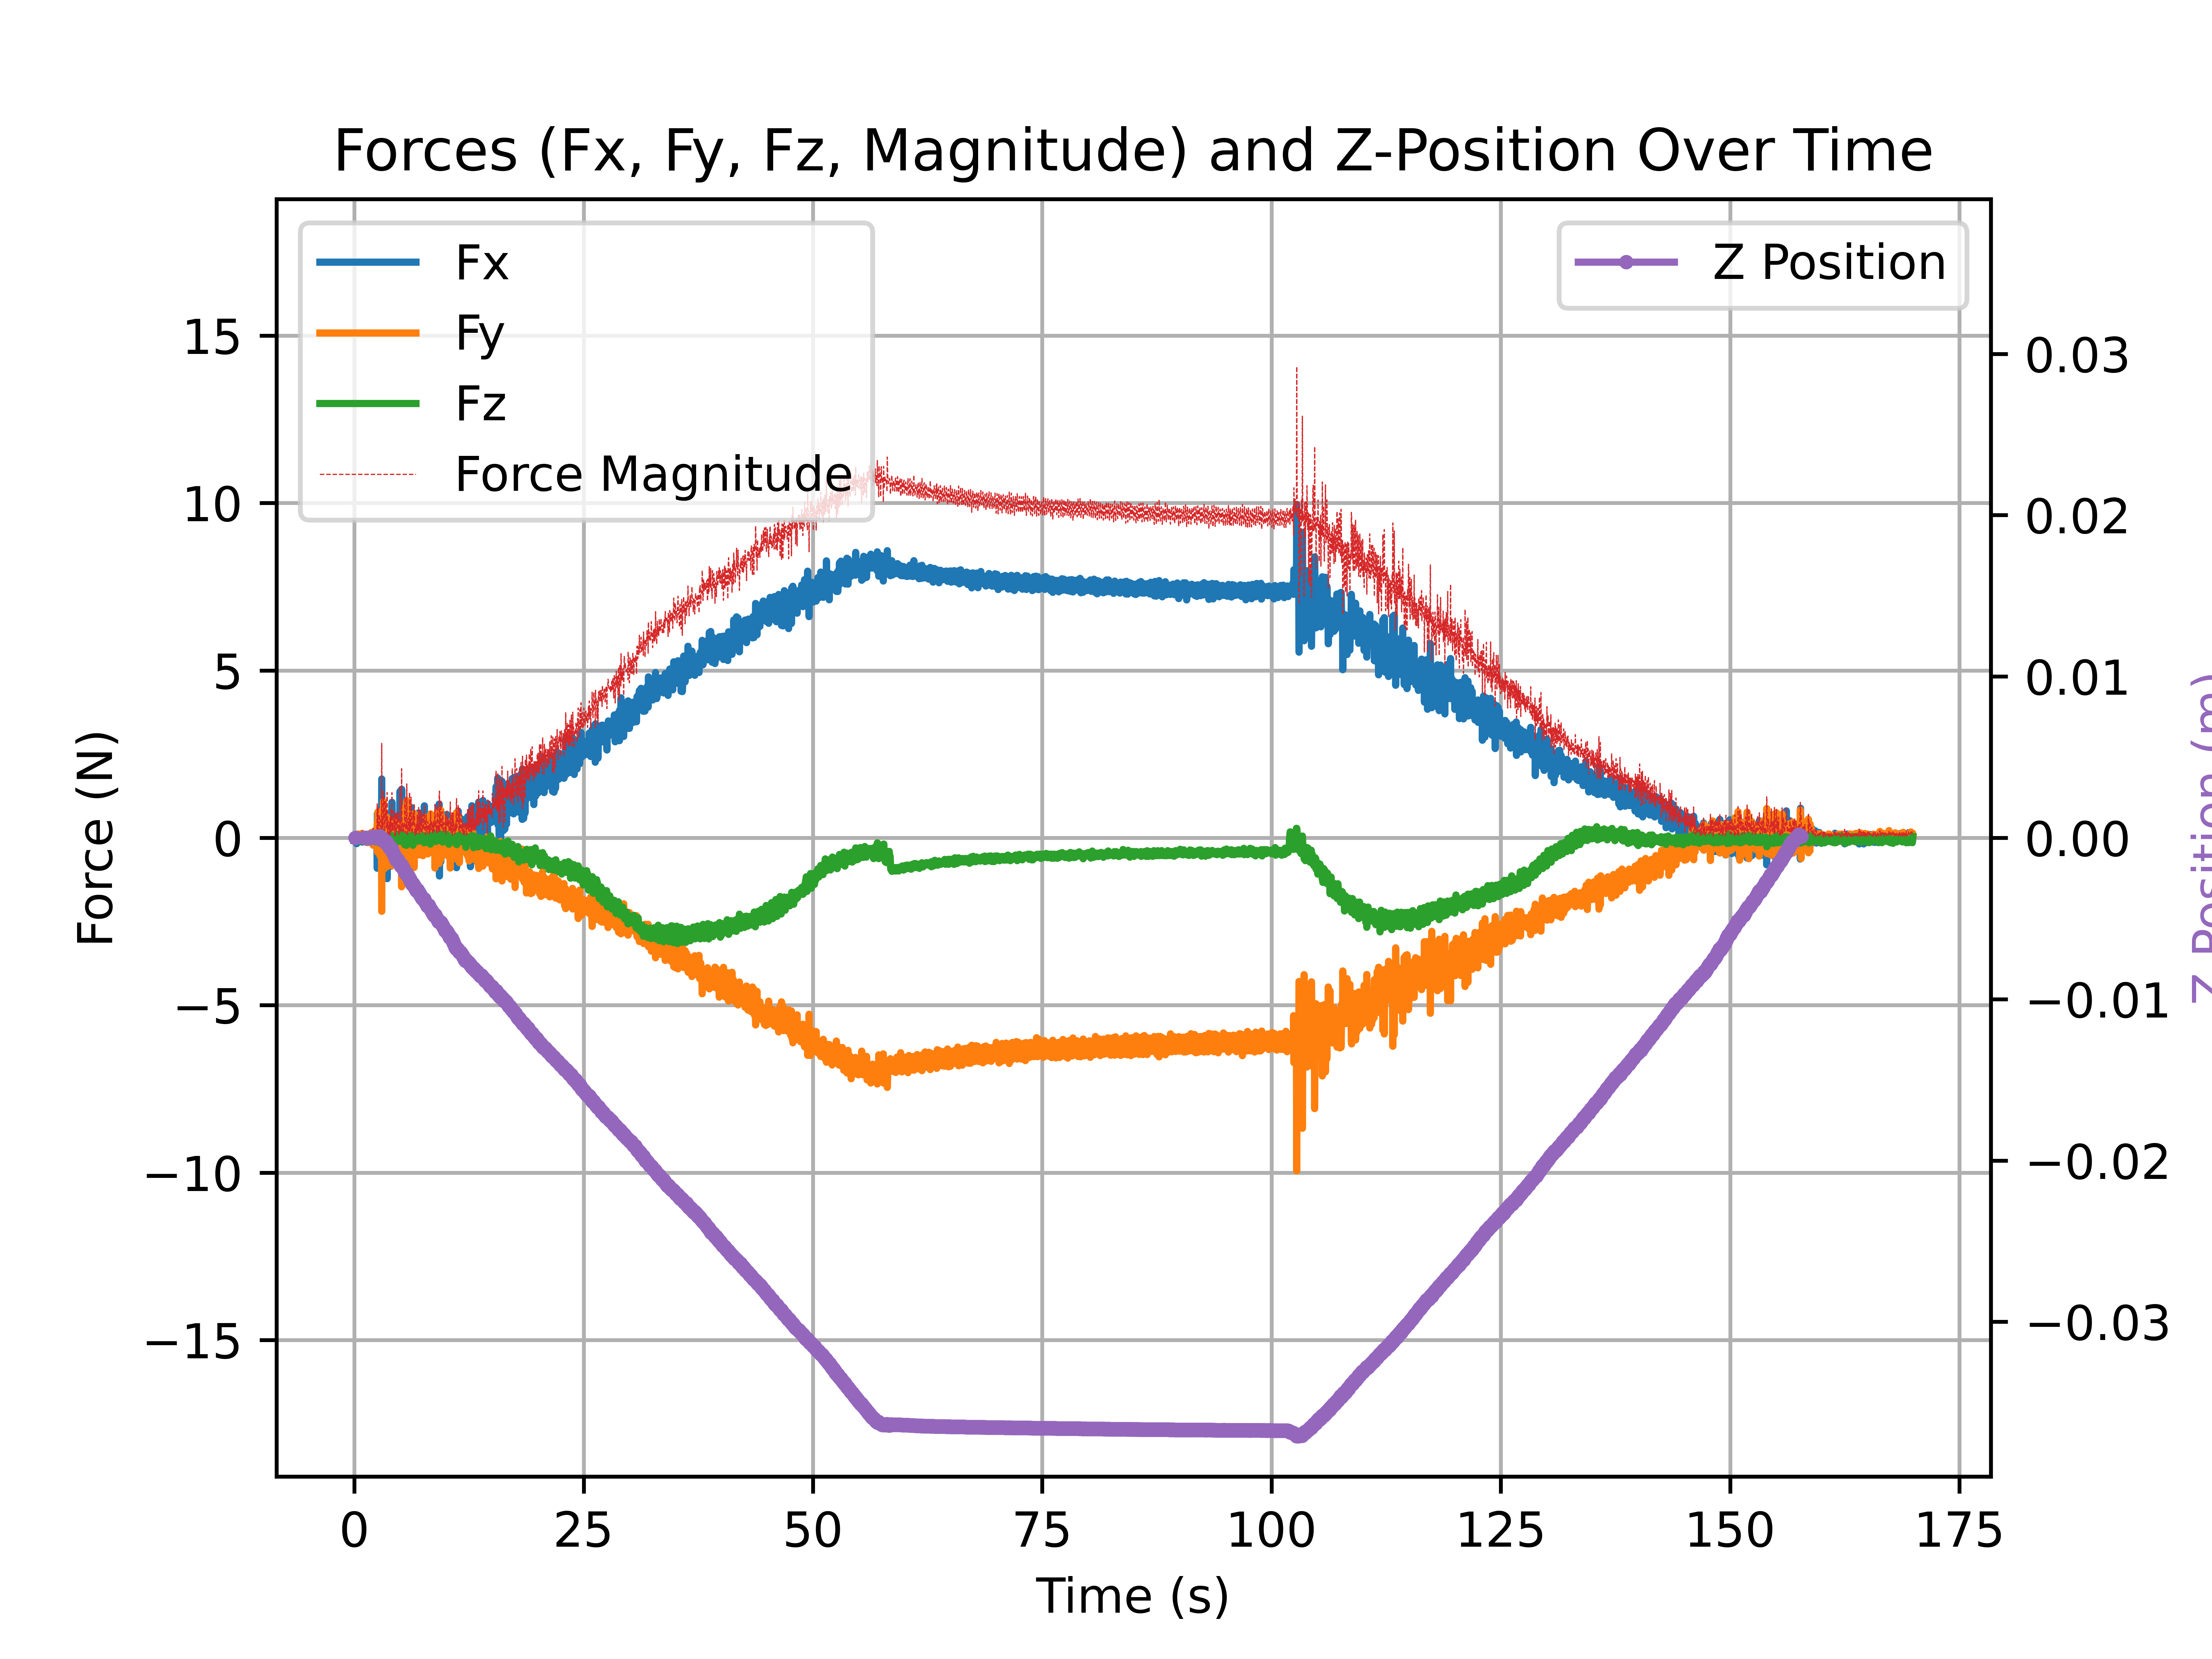 Forces (Fx, Fy, Fz, Magnitude) and Z-Position Over Time
Fx
Fy
Fz
Force Magnitude
Z Position
15
10
5
0
−5
−10
−15
Force (N)
0.03
0.02
0.01
0.00
−0.01
−0.02
−0.03
Z Position (m)
0 25 50 75 100 125 150 175
Time (s)